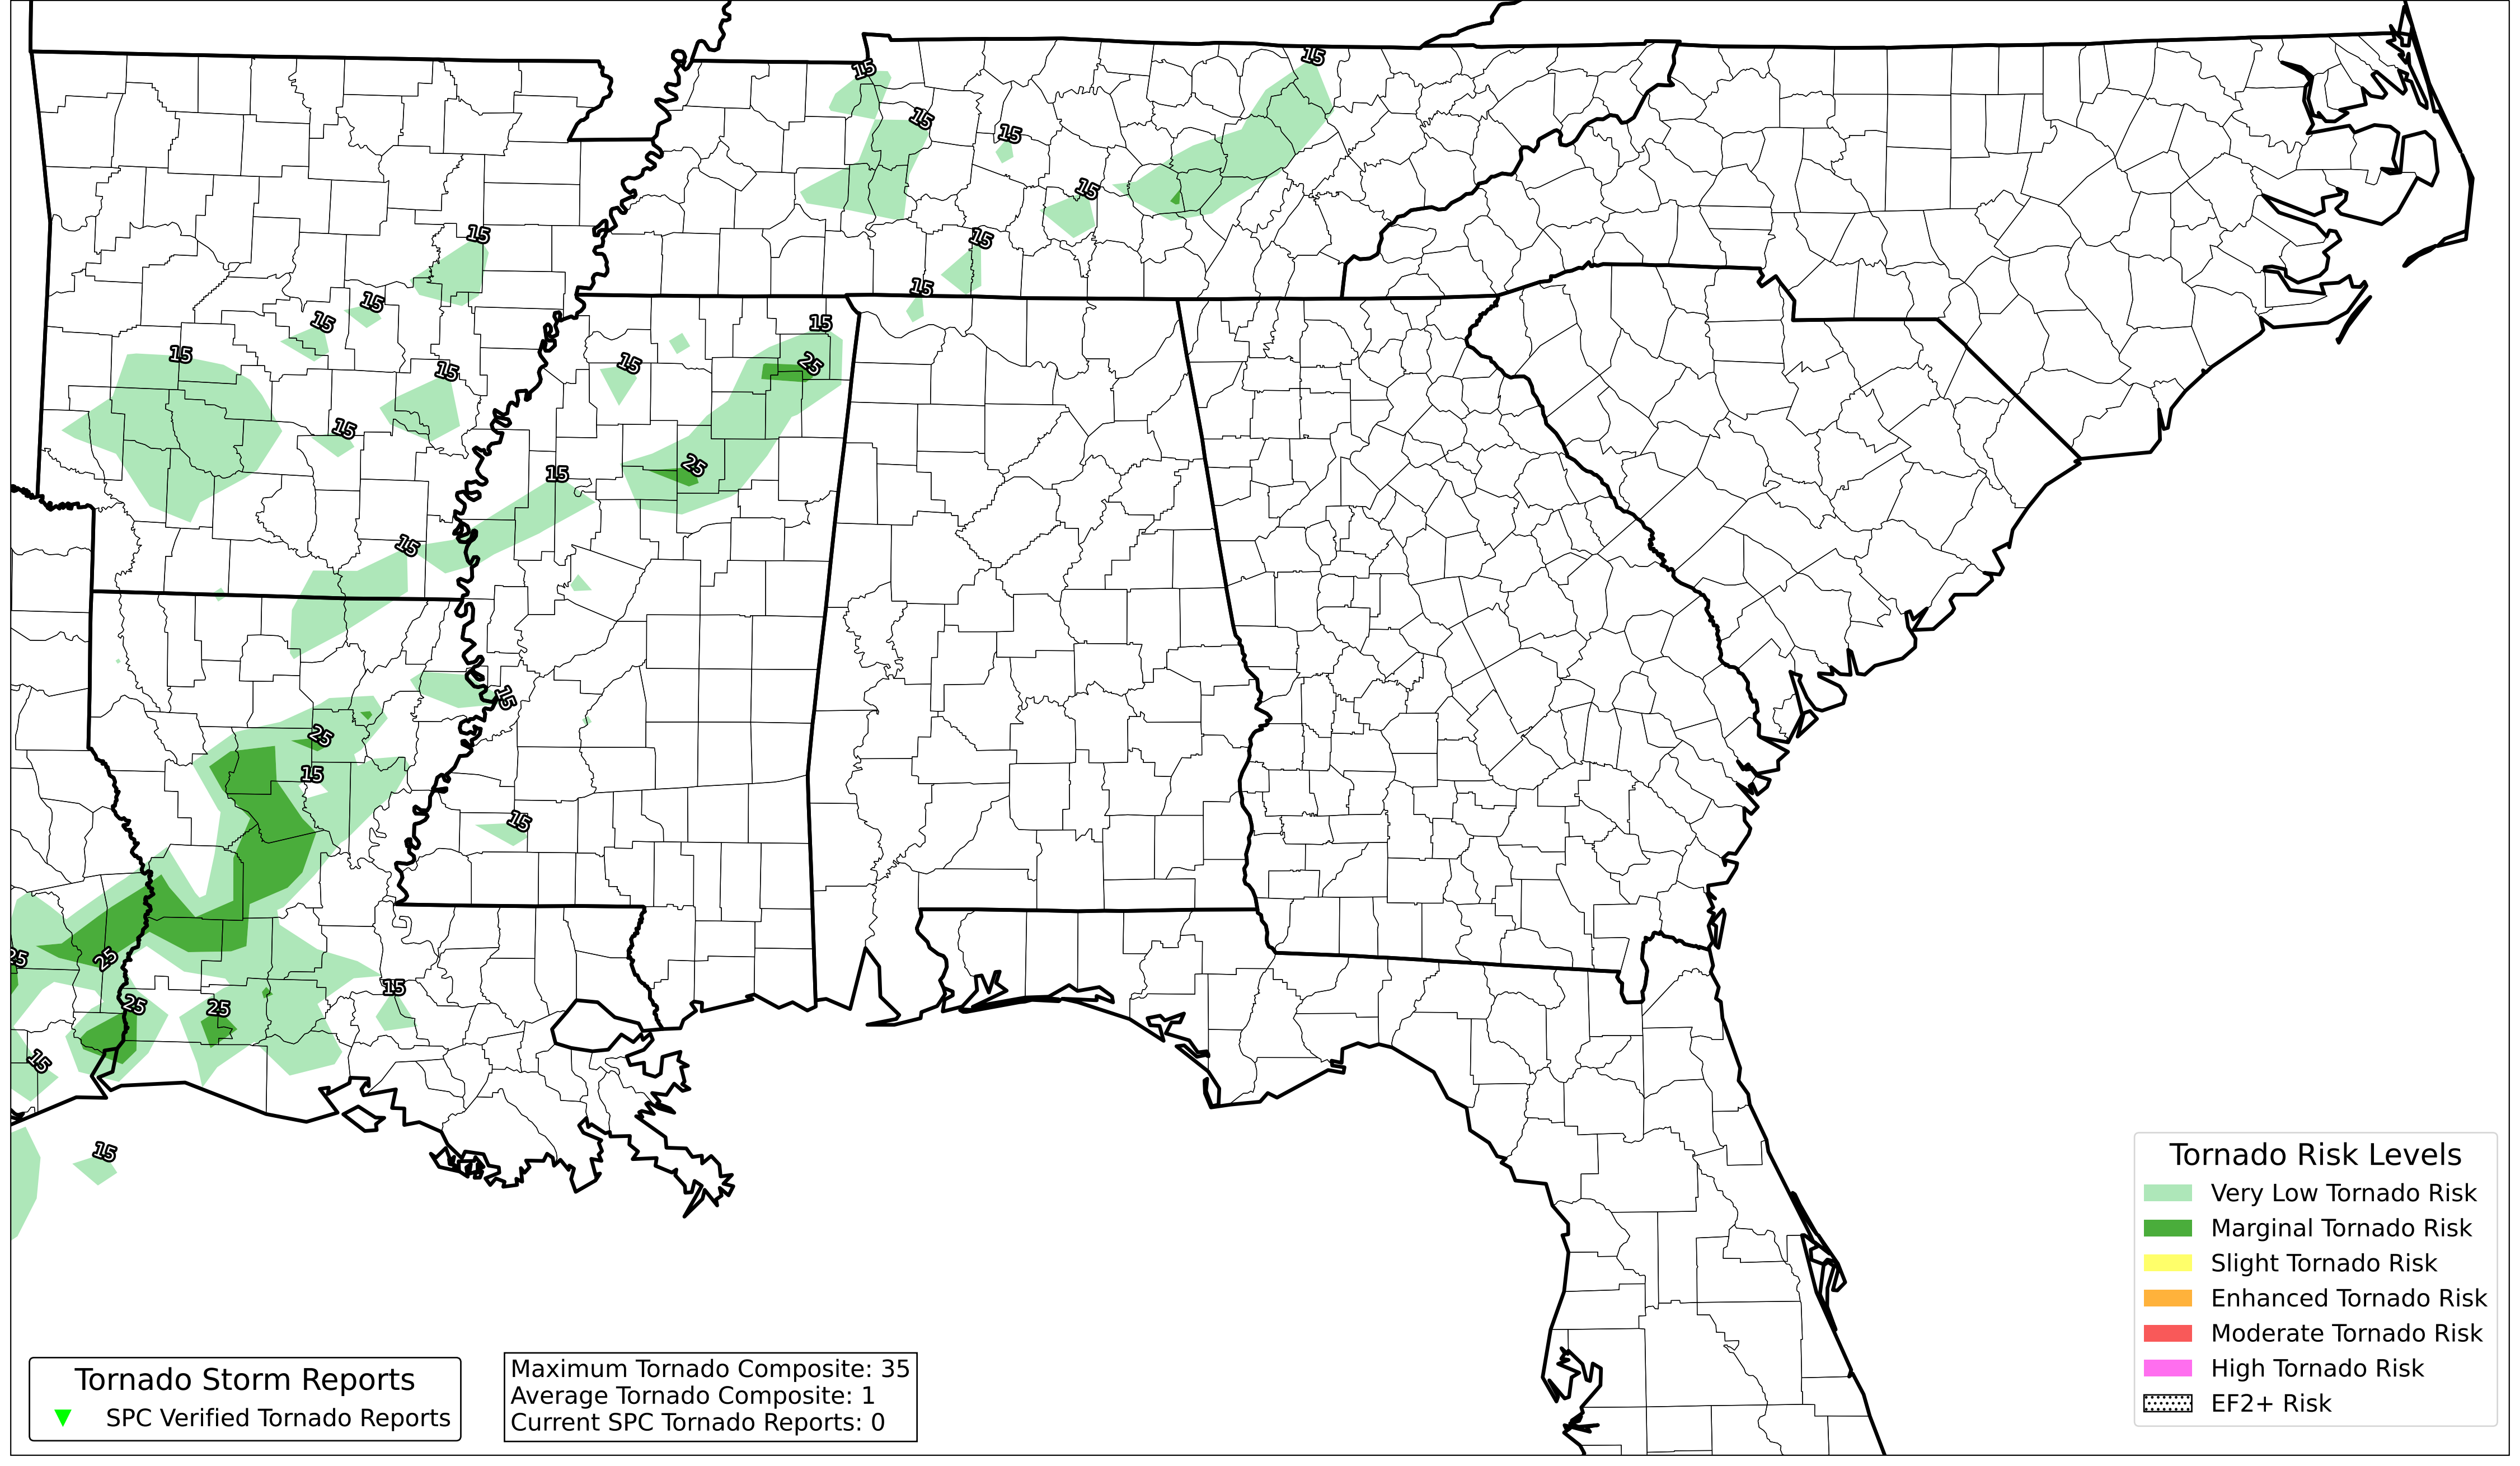 15
15
15
15
15
15
15
15
15
15
15
15
25
15
15
15
25
15
15
15
15
25
15
15
25
25
15
25
25
15
15
Tornado Risk Levels
Very Low Tornado Risk
Marginal Tornado Risk
Slight Tornado Risk
Enhanced Tornado Risk
Moderate Tornado Risk
High Tornado Risk
EF2+ Risk
Tornado Storm Reports
SPC Verified Tornado Reports
Maximum Tornado Composite: 35
Average Tornado Composite: 1
Current SPC Tornado Reports: 0